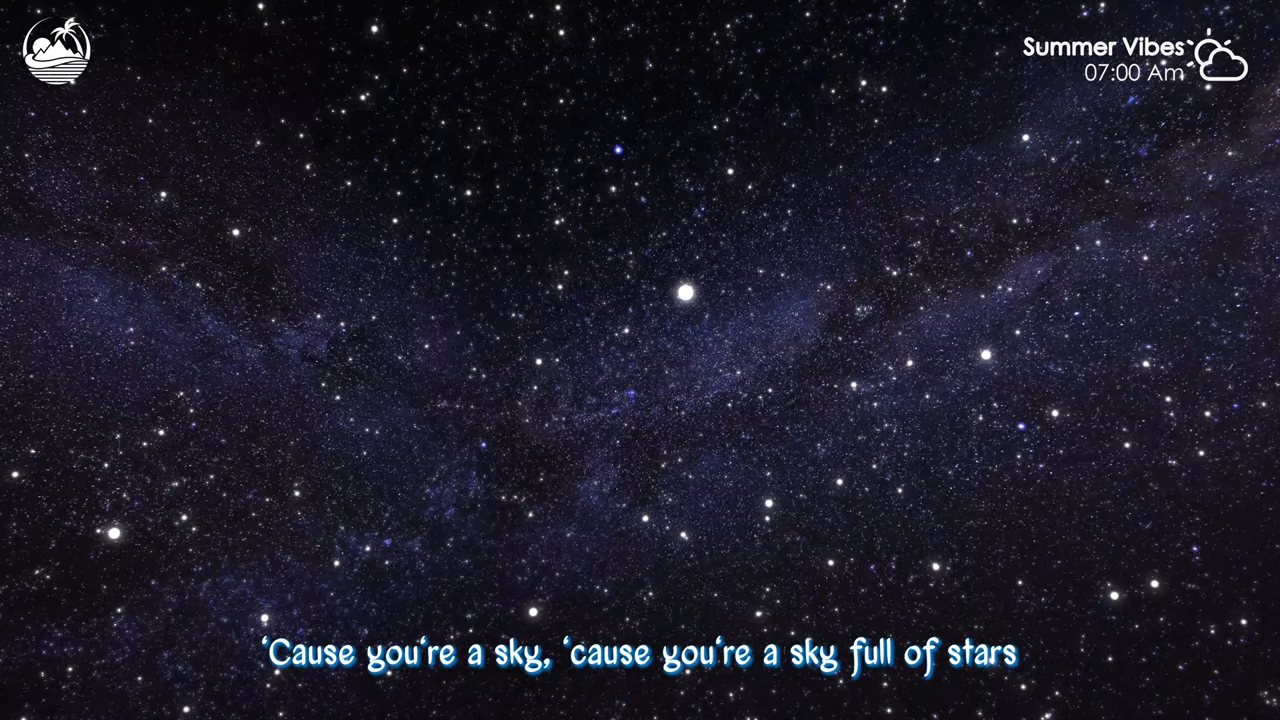 Summer Vibes
07:00 Am
‘Cause you‘re a sky, ‘cause you‘re a sky full of stars